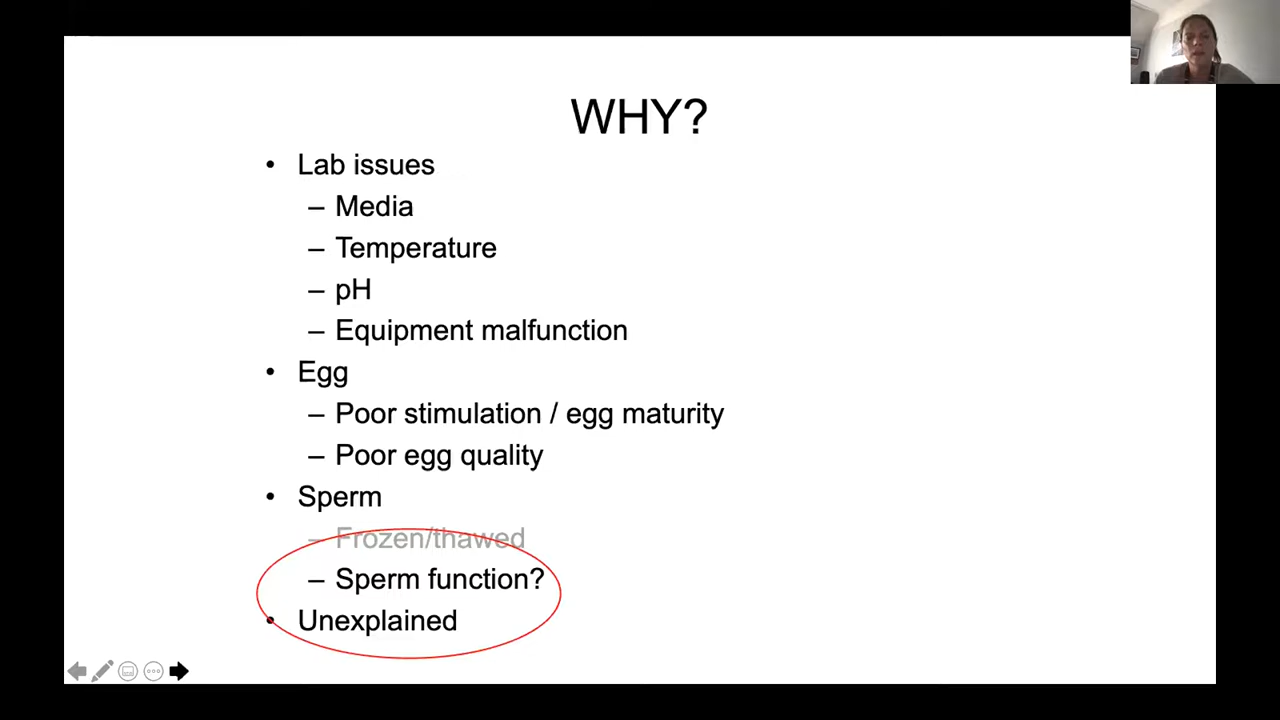 WHY?
• Lab issues
– Media
– Temperature
– pH
– Equipment malfunction
• Egg
– Poor stimulation / egg maturity
– Poor egg quality
• Sperm
– Frozen/thawed
– Sperm function?
• Unexplained